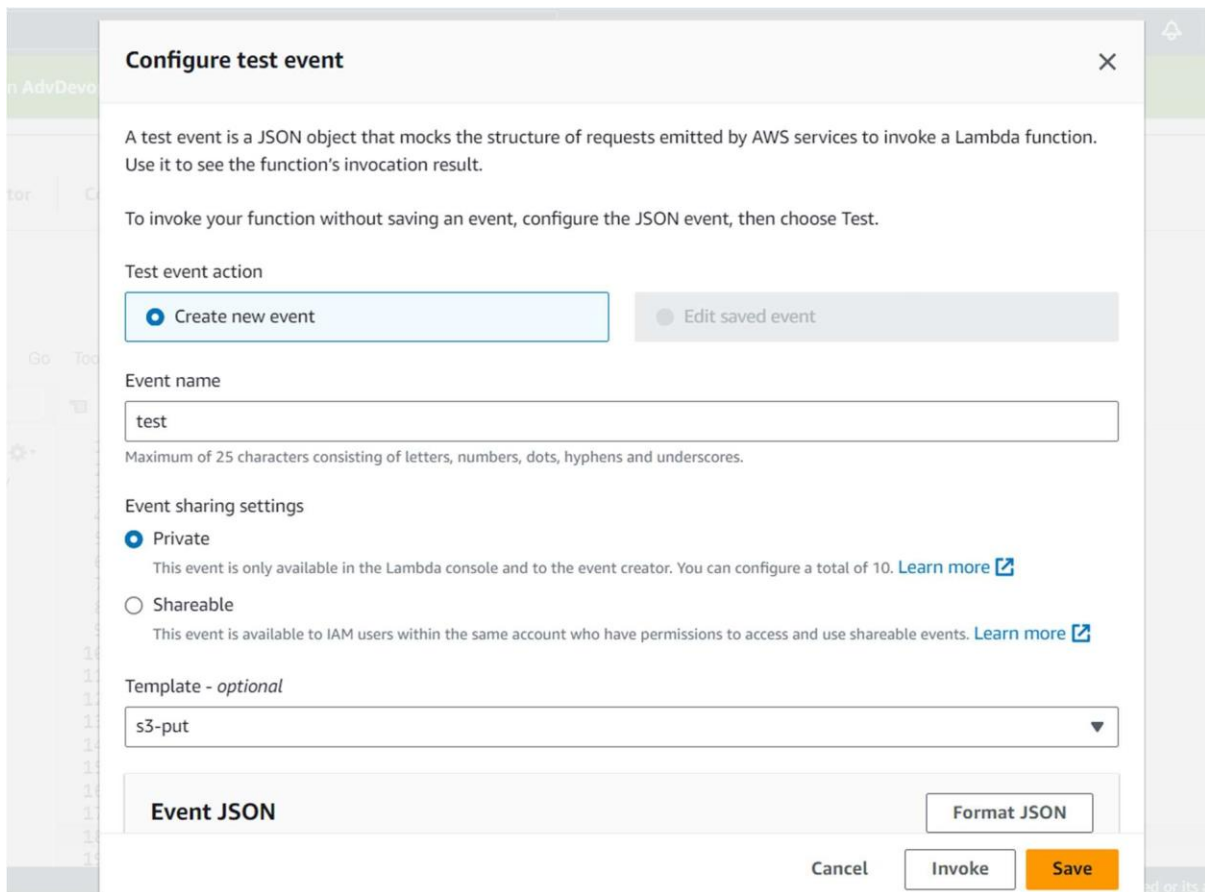 Configure test event
n AdvDevo
A test event is a JSON object that mocks the structure of requests emitted by AWS services to invoke a Lambda function.
Use it to see the function's invocation result.
tor
To invoke your function without saving an event, configure the JSON event, then choose Test.
Test event action
Create new event
Edit saved event
Go
Event name
test
Maximum of 25 characters consisting of letters, numbers, dots, hyphens and underscores.
Event sharing settings
Private
This event is only available in the Lambda console and to the event creator. You can configure a total of 10. Learn more
Shareable
This event is available to IAM users within the same account who have permissions to access and use shareable events. Learn more
Template - optional
s3-put
Event JSON
Format JSON
Cancel
Invoke
Save
ed or its